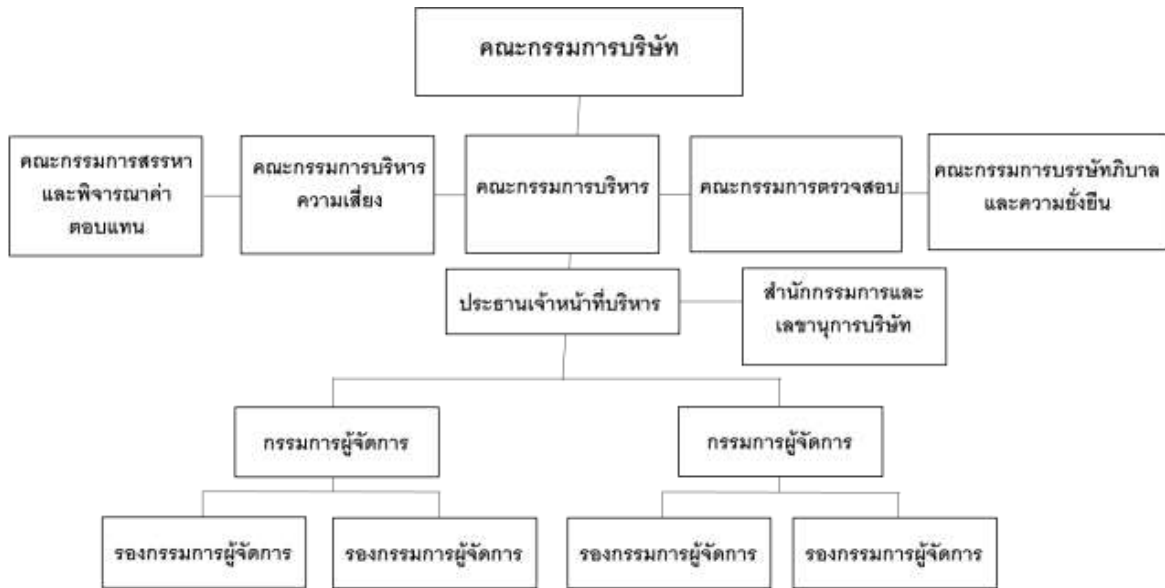 คณะกรรมการบริษัท
คณะกรรมการสรรหา
และพิจารณาค่า
ตอบแทน
คณะกรรมการบริหาร
ความเสี่ยง
คณะกรรมการบริหาร
คณะกรรมการตรวจสอบ
คณะกรรมการบรรษัทภิบาล
และความยั่งยืน
ประธานเจ้าหน้าที่บริหาร
สำนักกรรมการและ
เลขานุการบริษัท
กรรมการผู้จัดการ
กรรมการผู้จัดการ
รองกรรมการผู้จัดการ
รองกรรมการผู้จัดการ
รองกรรมการผู้จัดการ
รองกรรมการผู้จัดการ